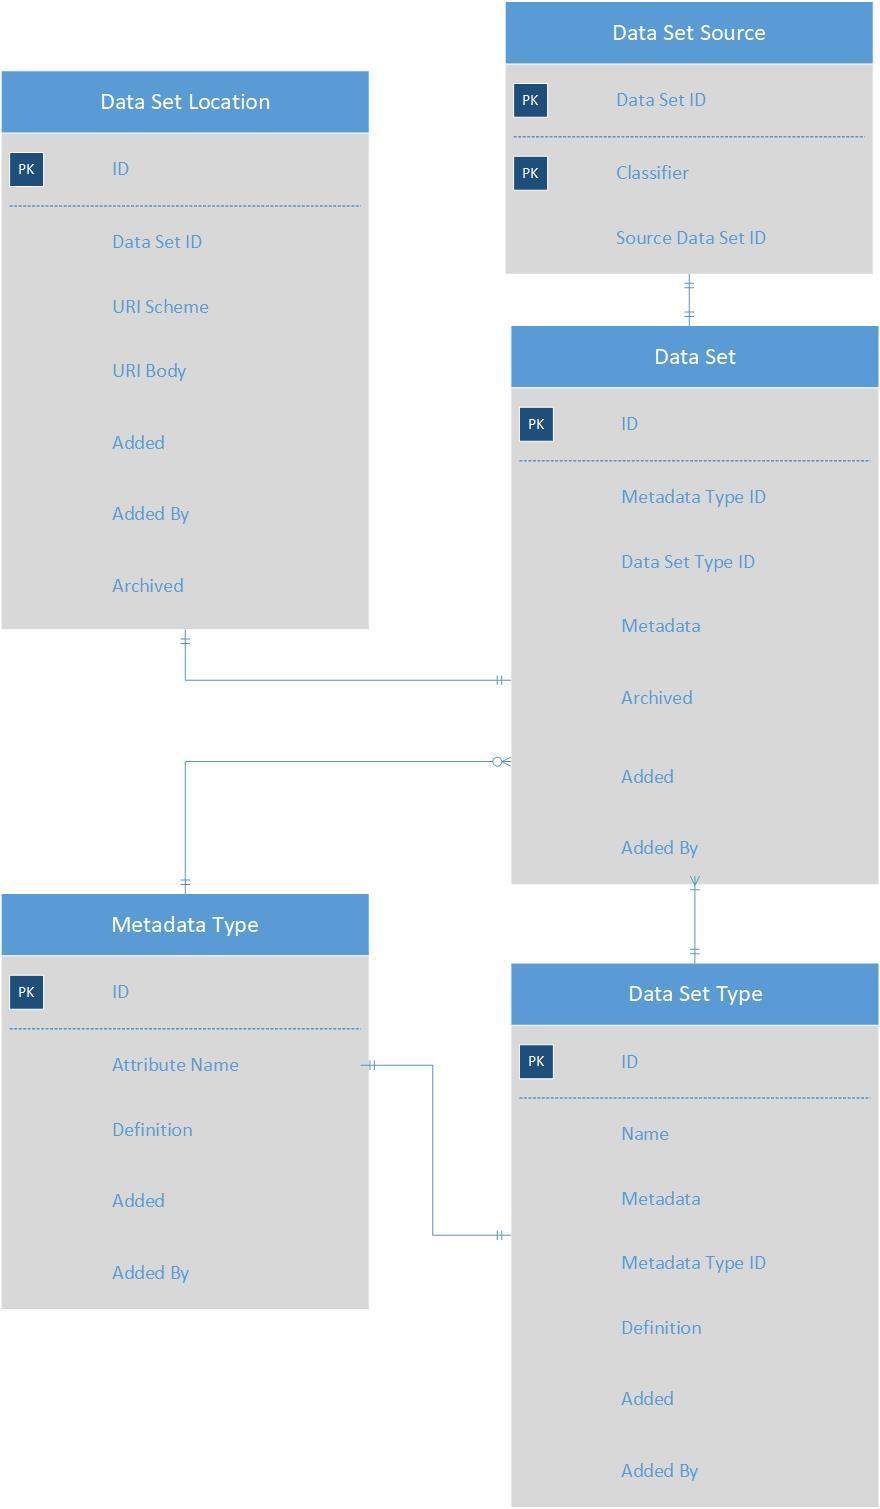 Data Set Source
PK Data Set ID
PK Classifier
Source Data Set ID
Data Set Location
PK ID
Data Set ID
URI Scheme
URI Body
Added
Added By
Archived
Data Set
PK ID
Metadata Type ID
Data Set Type ID
Metadata
Archived
Added
Added By
Metadata Type
PK ID
Attribute Name
Definition
Added
Added By
Data Set Type
PK ID
Name
Metadata
Metadata Type ID
Definition
Added
Added By